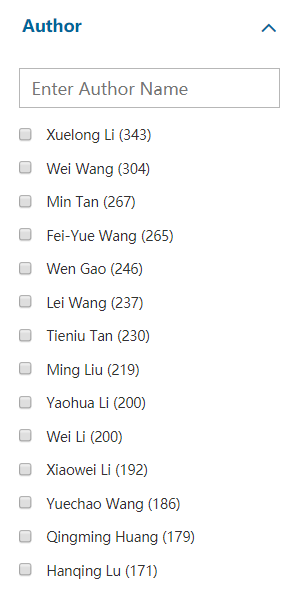 Author
Enter Author Name
Xuelong Li (343)
Wei Wang (304)
Min Tan (267)
Fei-Yue Wang (265)
Wen Gao (246)
Lei Wang (237)
Tieniu Tan (230)
Ming Liu (219)
Yaohua Li (200)
Wei Li (200)
Xiaowei Li (192)
Yuechao Wang (186)
Qingming Huang (179)
Hanqing Lu (171)